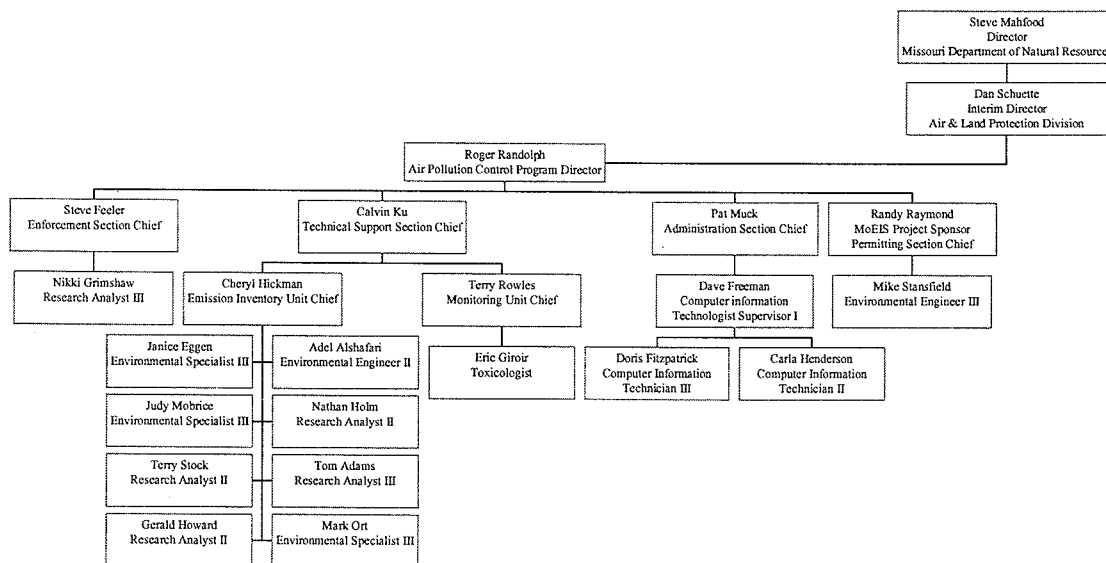 Steve Mahfood
Director
Missouri Department of Natural Resource
Dan Schuette
Interim Director
Air & Land Protection Division
Roger Randolph
Air Pollution Control Program Director
Steve Feeler
Enforcement Section Chief
Calvin Ku
Technical Support Section Chief
Pat Muck
Administration Section Chief
Randy Raymond
MoEIS Project Sponsor
Permitting Section Chief
Nikki Grimshaw
Research Analyst III
Cheryl Hickman
Emission Inventory Unit Chief
Terry Rowles
Monitoring Unit Chief
Dave Freeman
Computer information
Technologist Supervisor I
Mike Stansfield
Environmental Engineer III
Janice Eggen
Environmental Specialist III
Adel Alshafari
Environmental Engineer II
Eric Giroir
Toxicologist
Doris Fitzpatrick
Computer Information
Technician III
Carla Henderson
Computer Information
Technician II
Judy Mobrice
Environmental Specialist III
Nathan Holm
Research Analyst II
Terry Stock
Research Analyst II
Tom Adams
Research Analyst III
Gerald Howard
Research Analyst II
Mark Ort
Environmental Specialist III